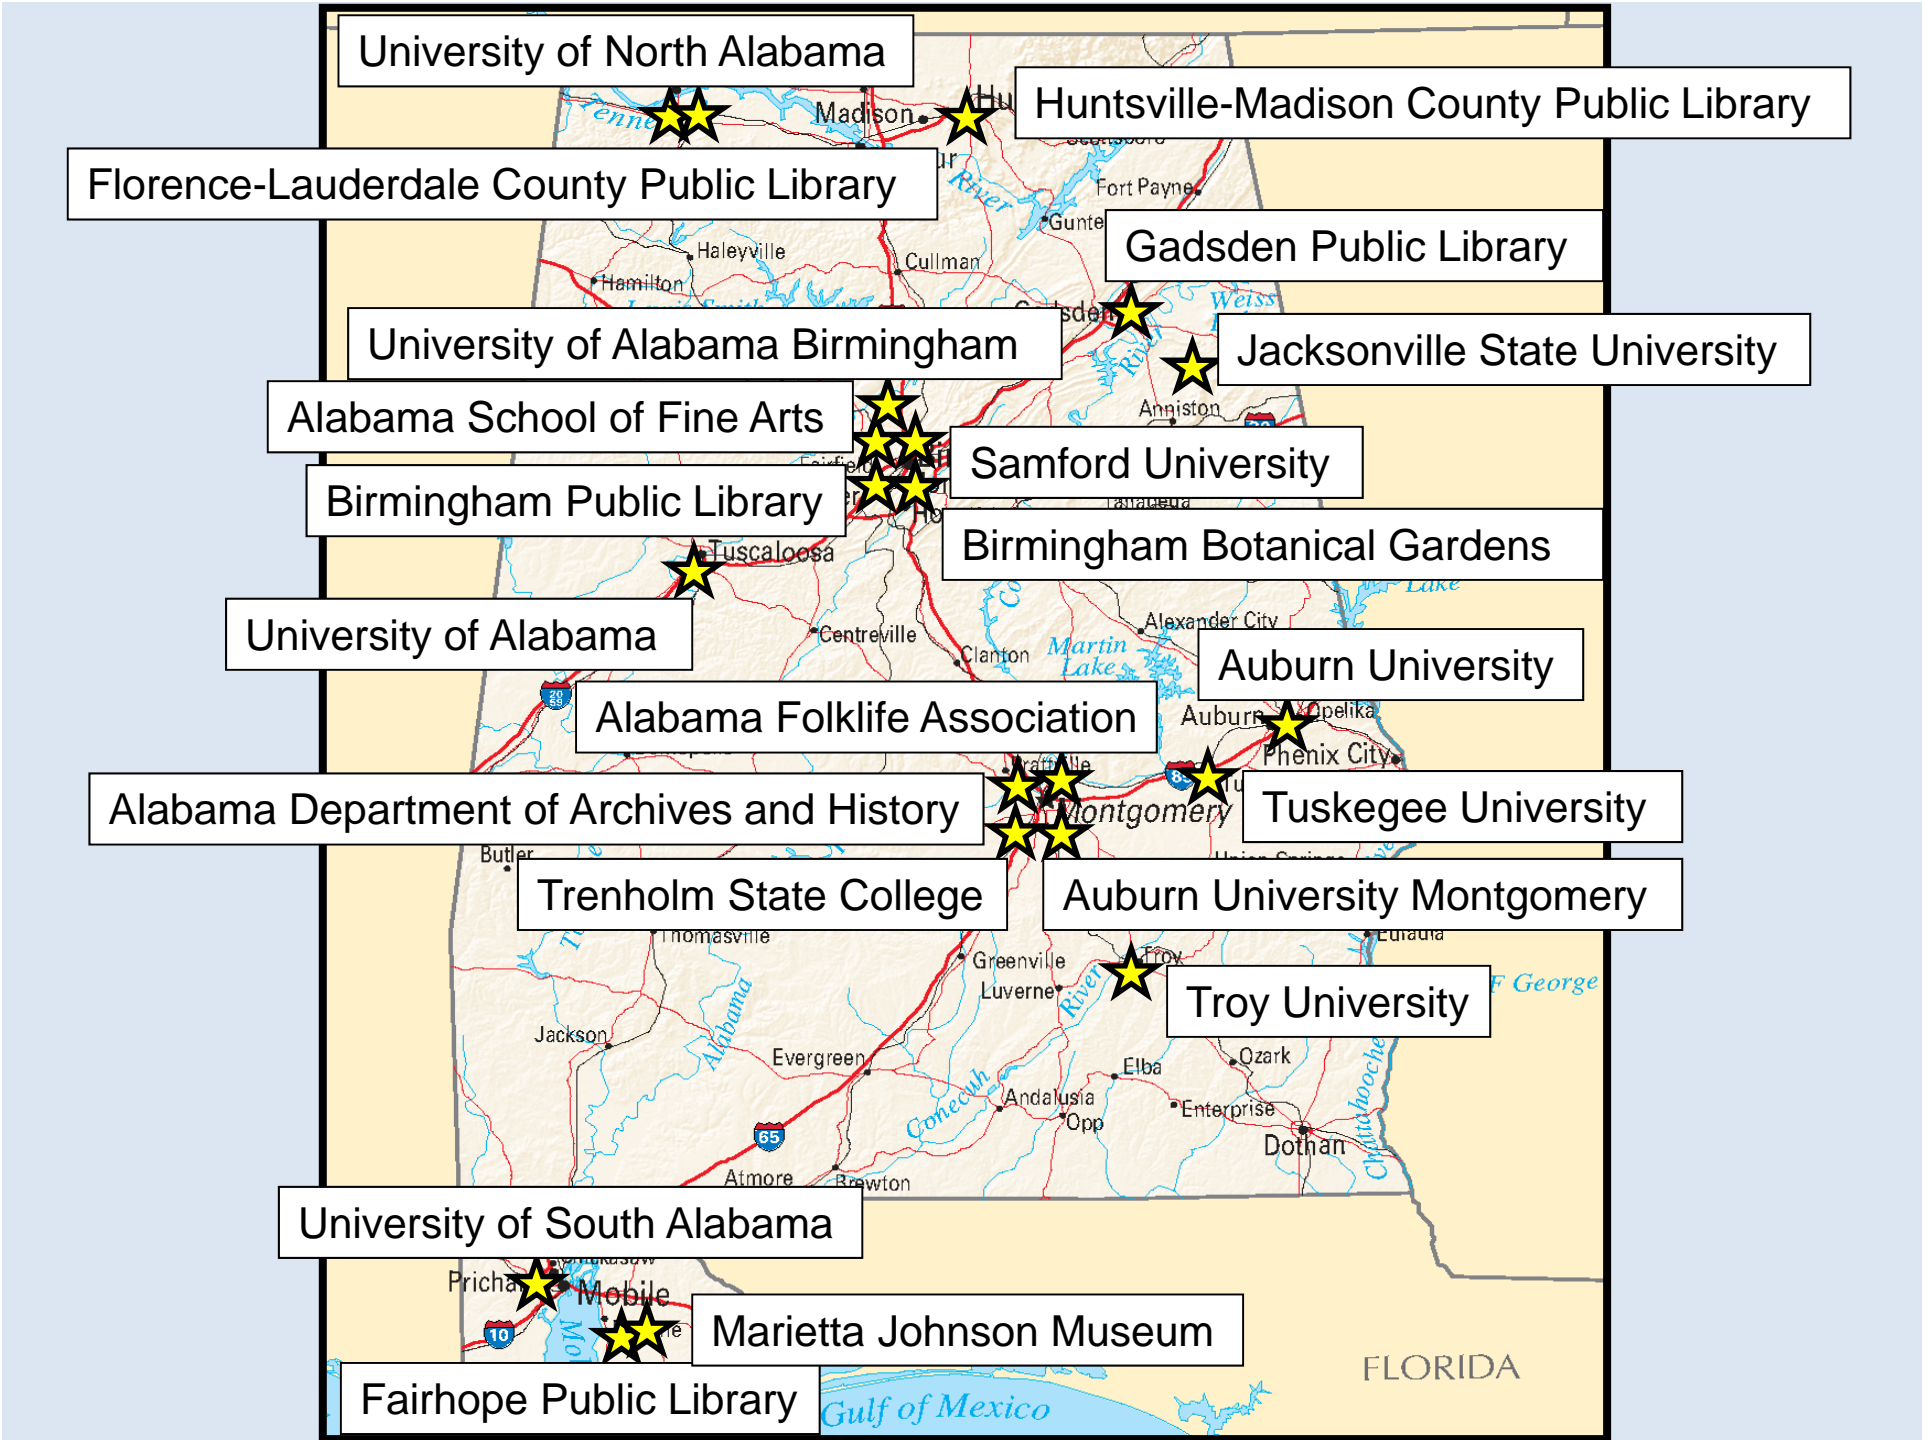 University of North Alabama
Huntsville-Madison County Public Library
Madison
Florence-Lauderdale County Public Library
River
Fort Payne
Gadsden Public Library
Haleyville
Cullman
Hamilton
Weiss
University of Alabama Birmingham
River
Jacksonville State University
Alabama School of Fine Arts
Anniston
Samford University
Birmingham Public Library
Birmingham Botanical Gardens
Tuscaloosa
Lake
University of Alabama
Centreville
Alexander City
Clanton
Martin
Lake
Auburn University
20
59
Alabama Folklife Association
Auburn
Opelika
Phenix City
Alabama Department of Archives and History
Montgomery
Tuskegee University
Butler
Trenholm State College
Auburn University Montgomery
Thomasville
Greenville
Troy
Luverne
River
Troy University
F George
Jackson
Alabama
Evergreen
Elba
Ozark
Conecuh
Andalusia
Opp
Enterprise
Dothan
65
Atmore
Brewton
University of South Alabama
Mobile
10
Marietta Johnson Museum
FLORIDA
Fairhope Public Library
Gulf of Mexico